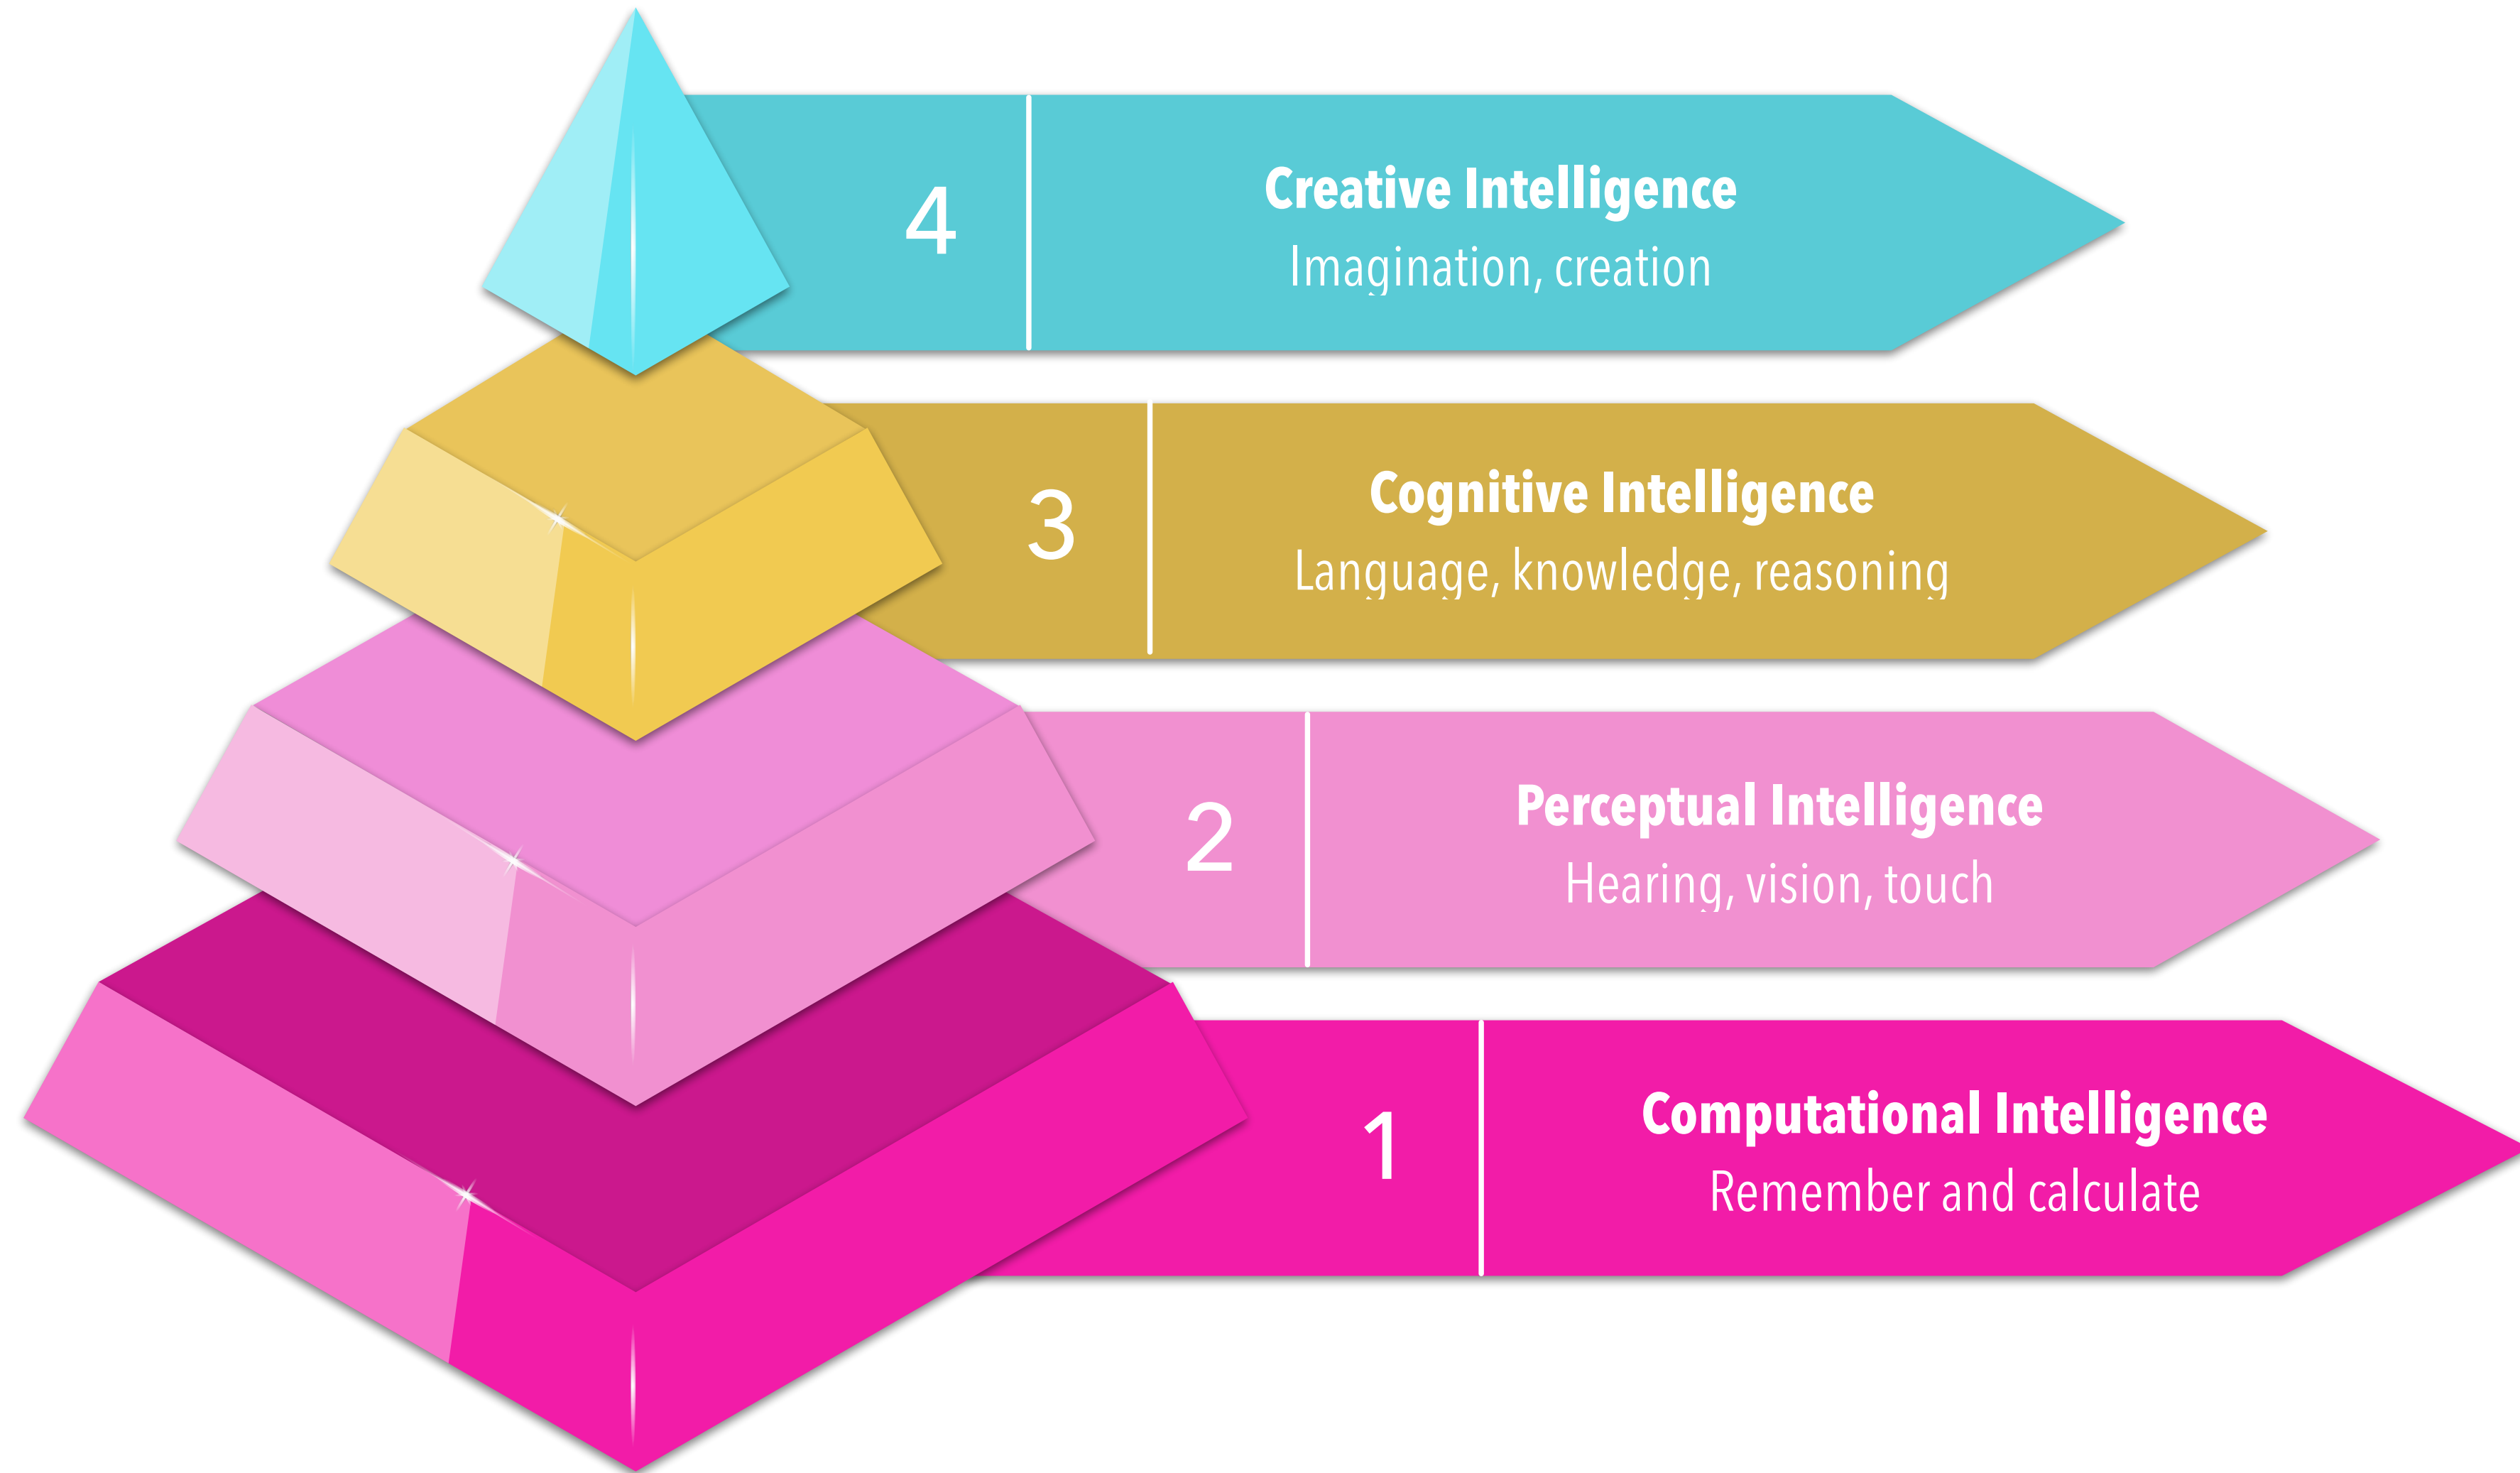 4
Creative Intelligence
Imagination, creation
3
Cognitive Intelligence
Language, knowledge, reasoning
2
Perceptual Intelligence
Hearing, vision, touch
1
Computational Intelligence
Remember and calculate